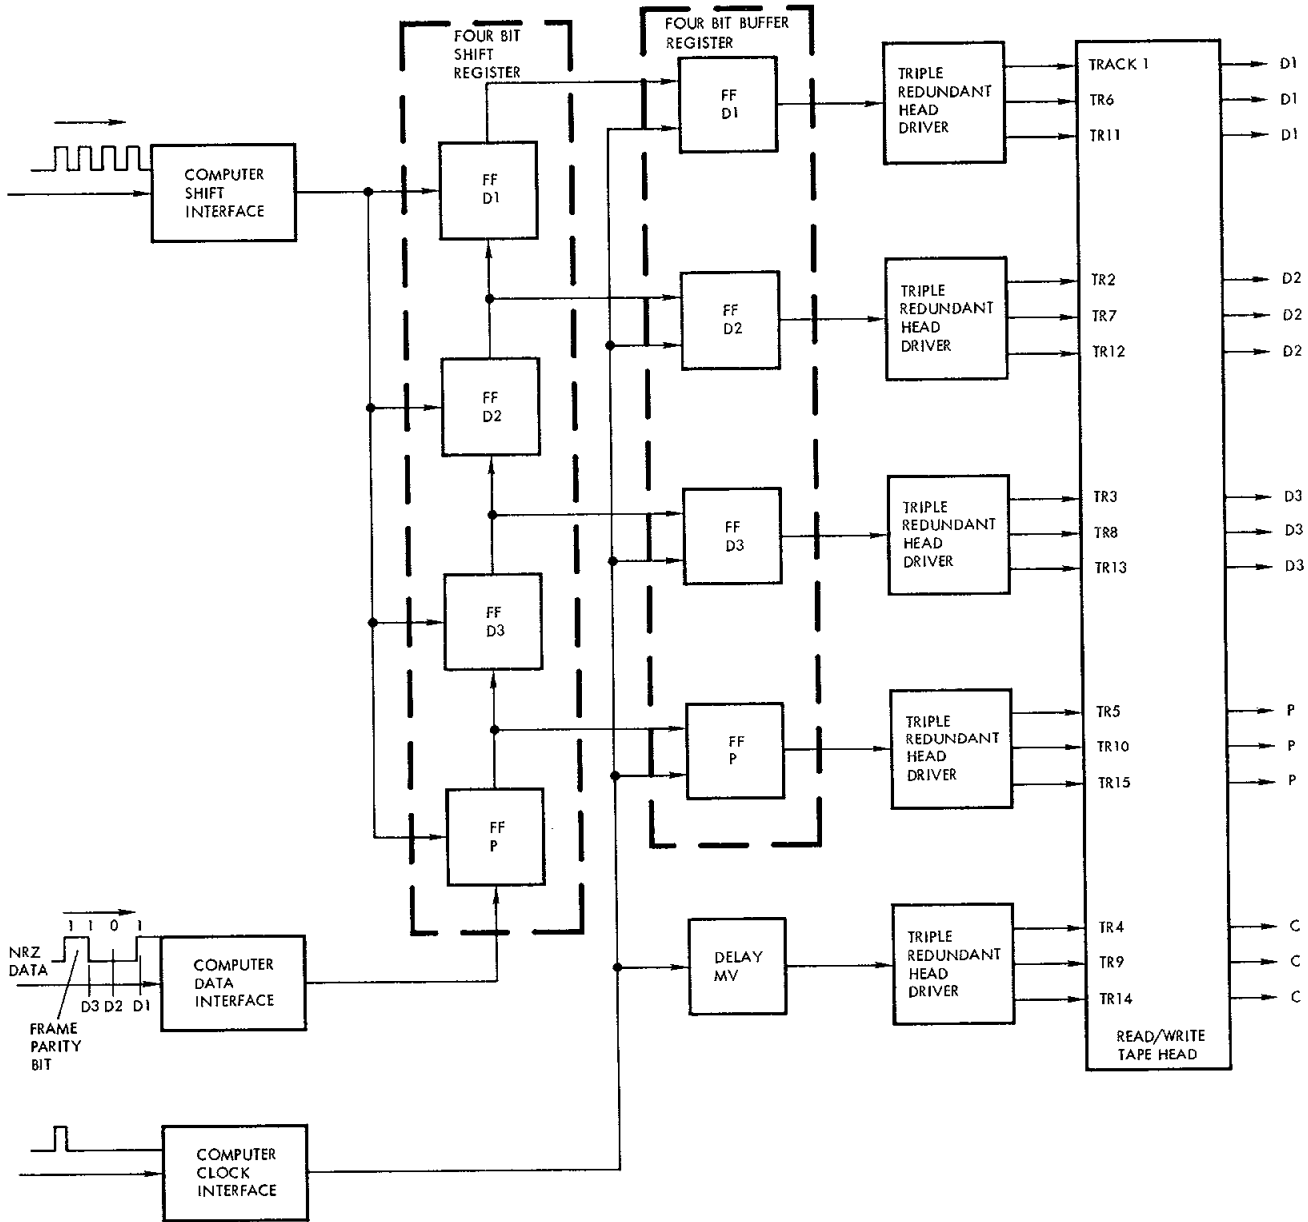 FOUR BIT
SHIFT
REGISTER
FOUR BIT BUFFER
REGISTER
COMPUTER
SHIFT
INTERFACE
FF
D1
FF
D2
FF
D3
FF
P
FF
D1
FF
D2
FF
D3
FF
P
DELAY
MV
TRIPLE
REDUNDANT
HEAD
DRIVER
TRIPLE
REDUNDANT
HEAD
DRIVER
TRIPLE
REDUNDANT
HEAD
DRIVER
TRIPLE
REDUNDANT
HEAD
DRIVER
TRIPLE
REDUNDANT
HEAD
DRIVER
TRACK 1 D1
TR6 D1
TR11 D1
TR2 D2
TR7 D2
TR12 D2
TR3 D3
TR8 D3
TR13 D3
TR5 P
TR10 P
TR15 P
TR4 C
TR9 C
TR14 C
READ/WRITE
TAPE HEAD
1 1 0 1
NRZ
DATA
D3 D2 D1
FRAME
PARITY
BIT
COMPUTER
DATA
INTERFACE
COMPUTER
CLOCK
INTERFACE